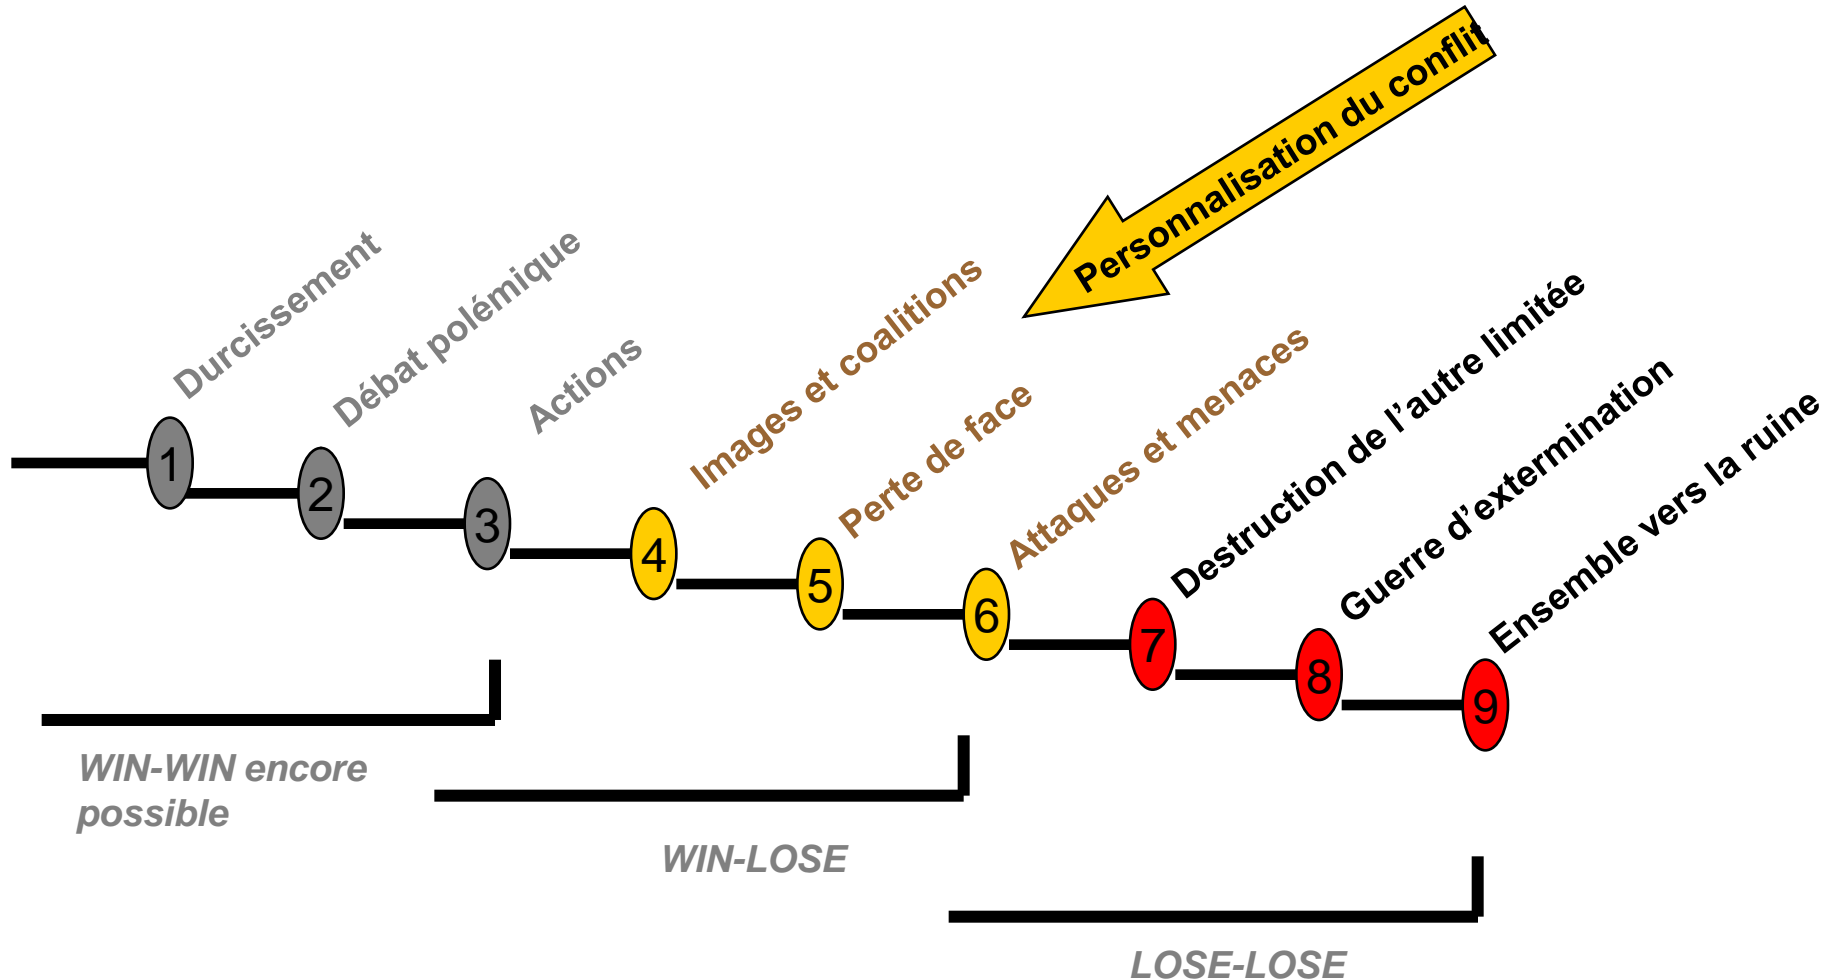 Personnalisation du conflit
Durcissement
Débat polémique
Actions
Images et coalitions
Perte de face
Attaques et menaces
Destruction de l’autre limitée
Guerre d’extermination
Ensemble vers la ruine
1
2
3
4
5
6
7
8
9
WIN-WIN encore
possible
WIN-LOSE
LOSE-LOSE